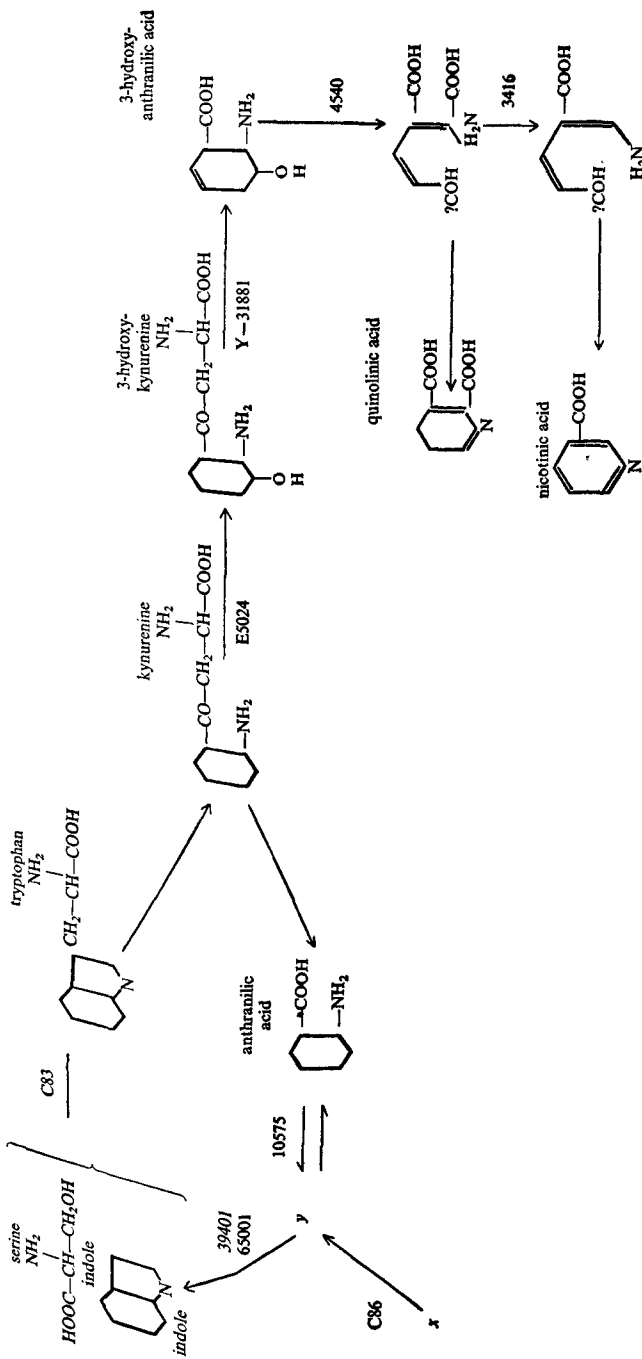 serine
NH₂
HOOC—CH—CH₂OH
indole
N
indole
C83
tryptophan
NH₂
CH₂—CH—COOH
N
39401
65001
y
C86
x
10575
anthranilic
acid
COOH
—NH₂
kynurenine
NH₂
—CO—CH₂—CH—COOH
—NH₂
E5024
3-hydroxy-
kynurenine
NH₂
—CO—CH₂—CH—COOH
—NH₂
O
H
Y–31881
3-hydroxy-
anthranilic acid
—COOH
—NH₂
O
H
4540
—COOH
—COOH
?COH
H₂N
3416
—COOH
?COH
H₂N
quinolinic acid
—COOH
—COOH
N
nicotinic acid
—COOH
N